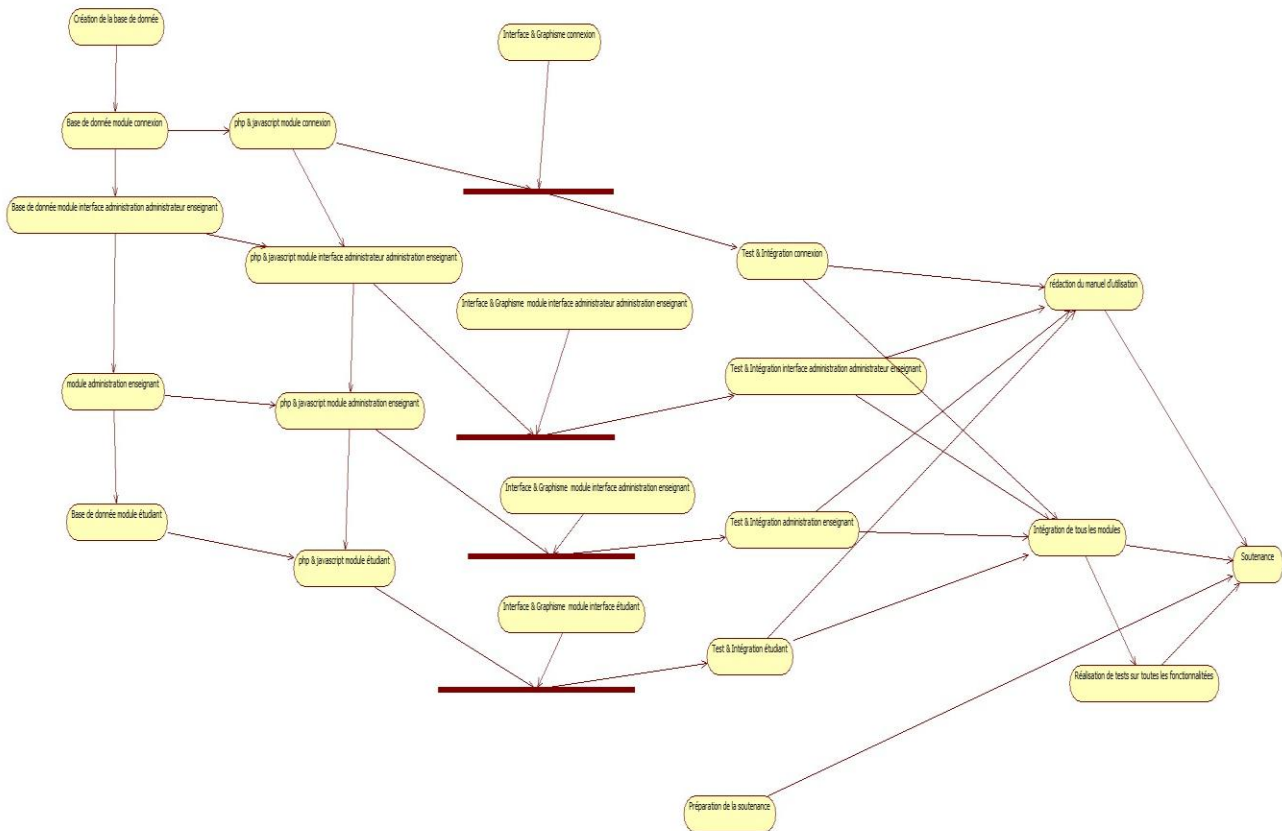 Création de la base de donnée
Interface & Graphisme connexion
Base de donnée module connexion
php & javascript module connexion
Base de donnée module interface administration administrateur enseignant
php & javascript module interface administrateur administration enseignant
Test & Intégration connexion
rédaction du manuel d'utilisation
Interface & Graphisme module interface administrateur administration enseignant
Test & Intégration interface administration administrateur enseignant
module administration enseignant
php & javascript module administration enseignant
Interface & Graphisme module interface administration enseignant
Base de donnée module étudiant
Test & Intégration administration enseignant
Intégration de tous les modules
Soutenance
php & javascript module étudiant
Interface & Graphisme module interface étudiant
Test & Intégration étudiant
Réalisation de tests sur toutes les fonctionnalitées
Préparation de la soutenance